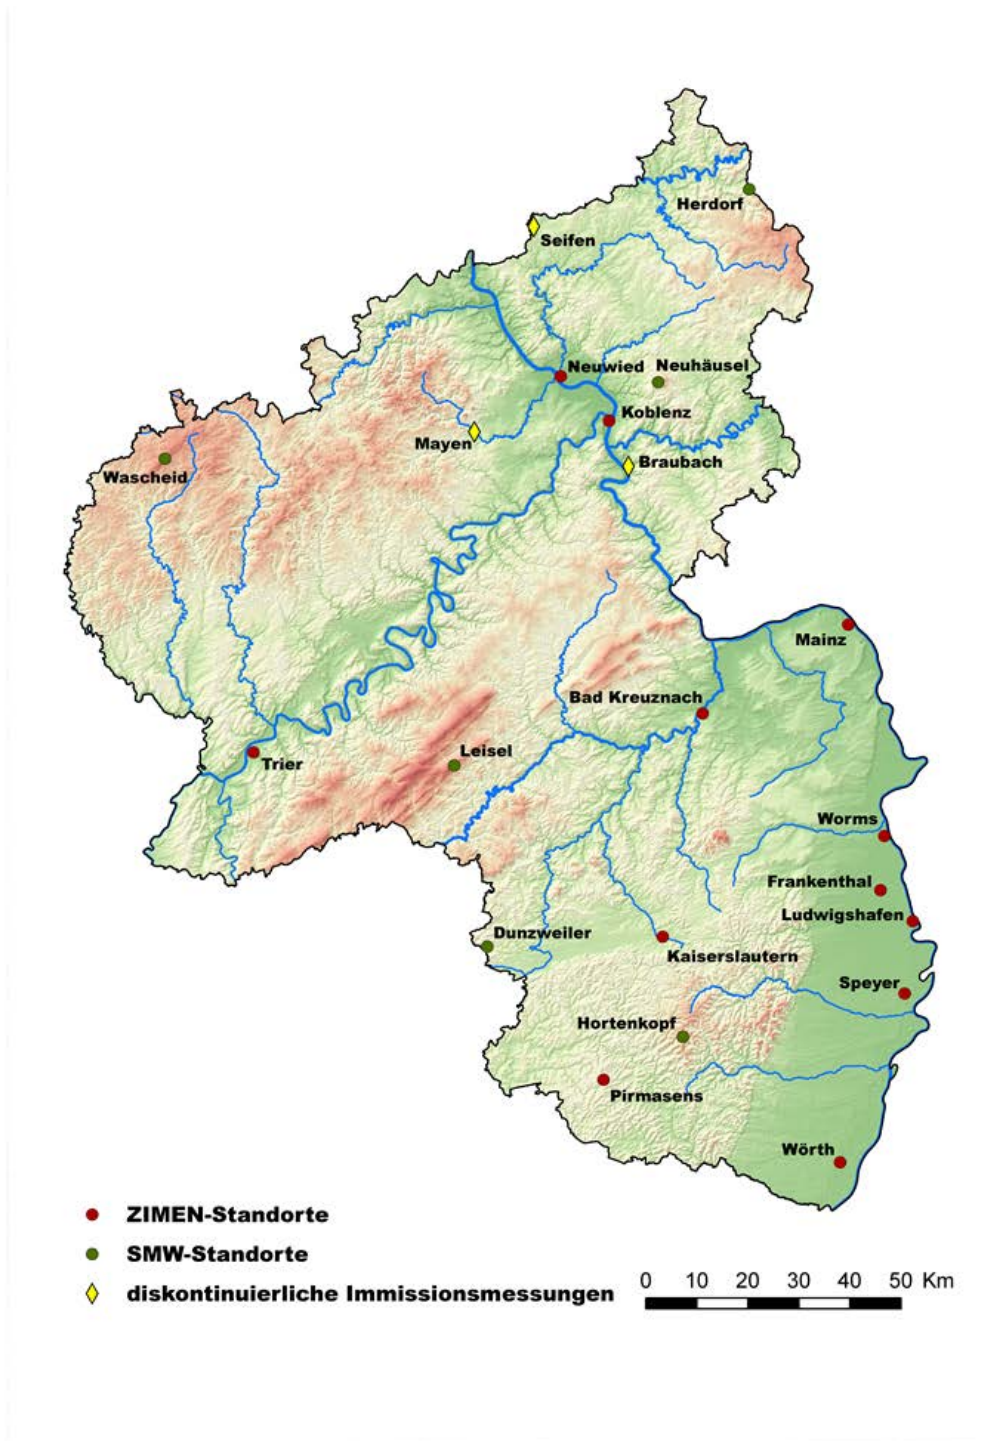 Herdorf
Seifen
Neuwied
Neuhäusel
Koblenz
Mayen
Braubach
Wascheid
Mainz
Bad Kreuznach
Leisel
Trier
Worms
Frankenthal
Ludwigshafen
Dunzweiler
Kaiserslautern
Speyer
Hortenkopf
Pirmasens
Wörth
ZIMEN-Standorte
SMW-Standorte
diskontinuierliche Immissionsmessungen
0 10 20 30 40 50 Km